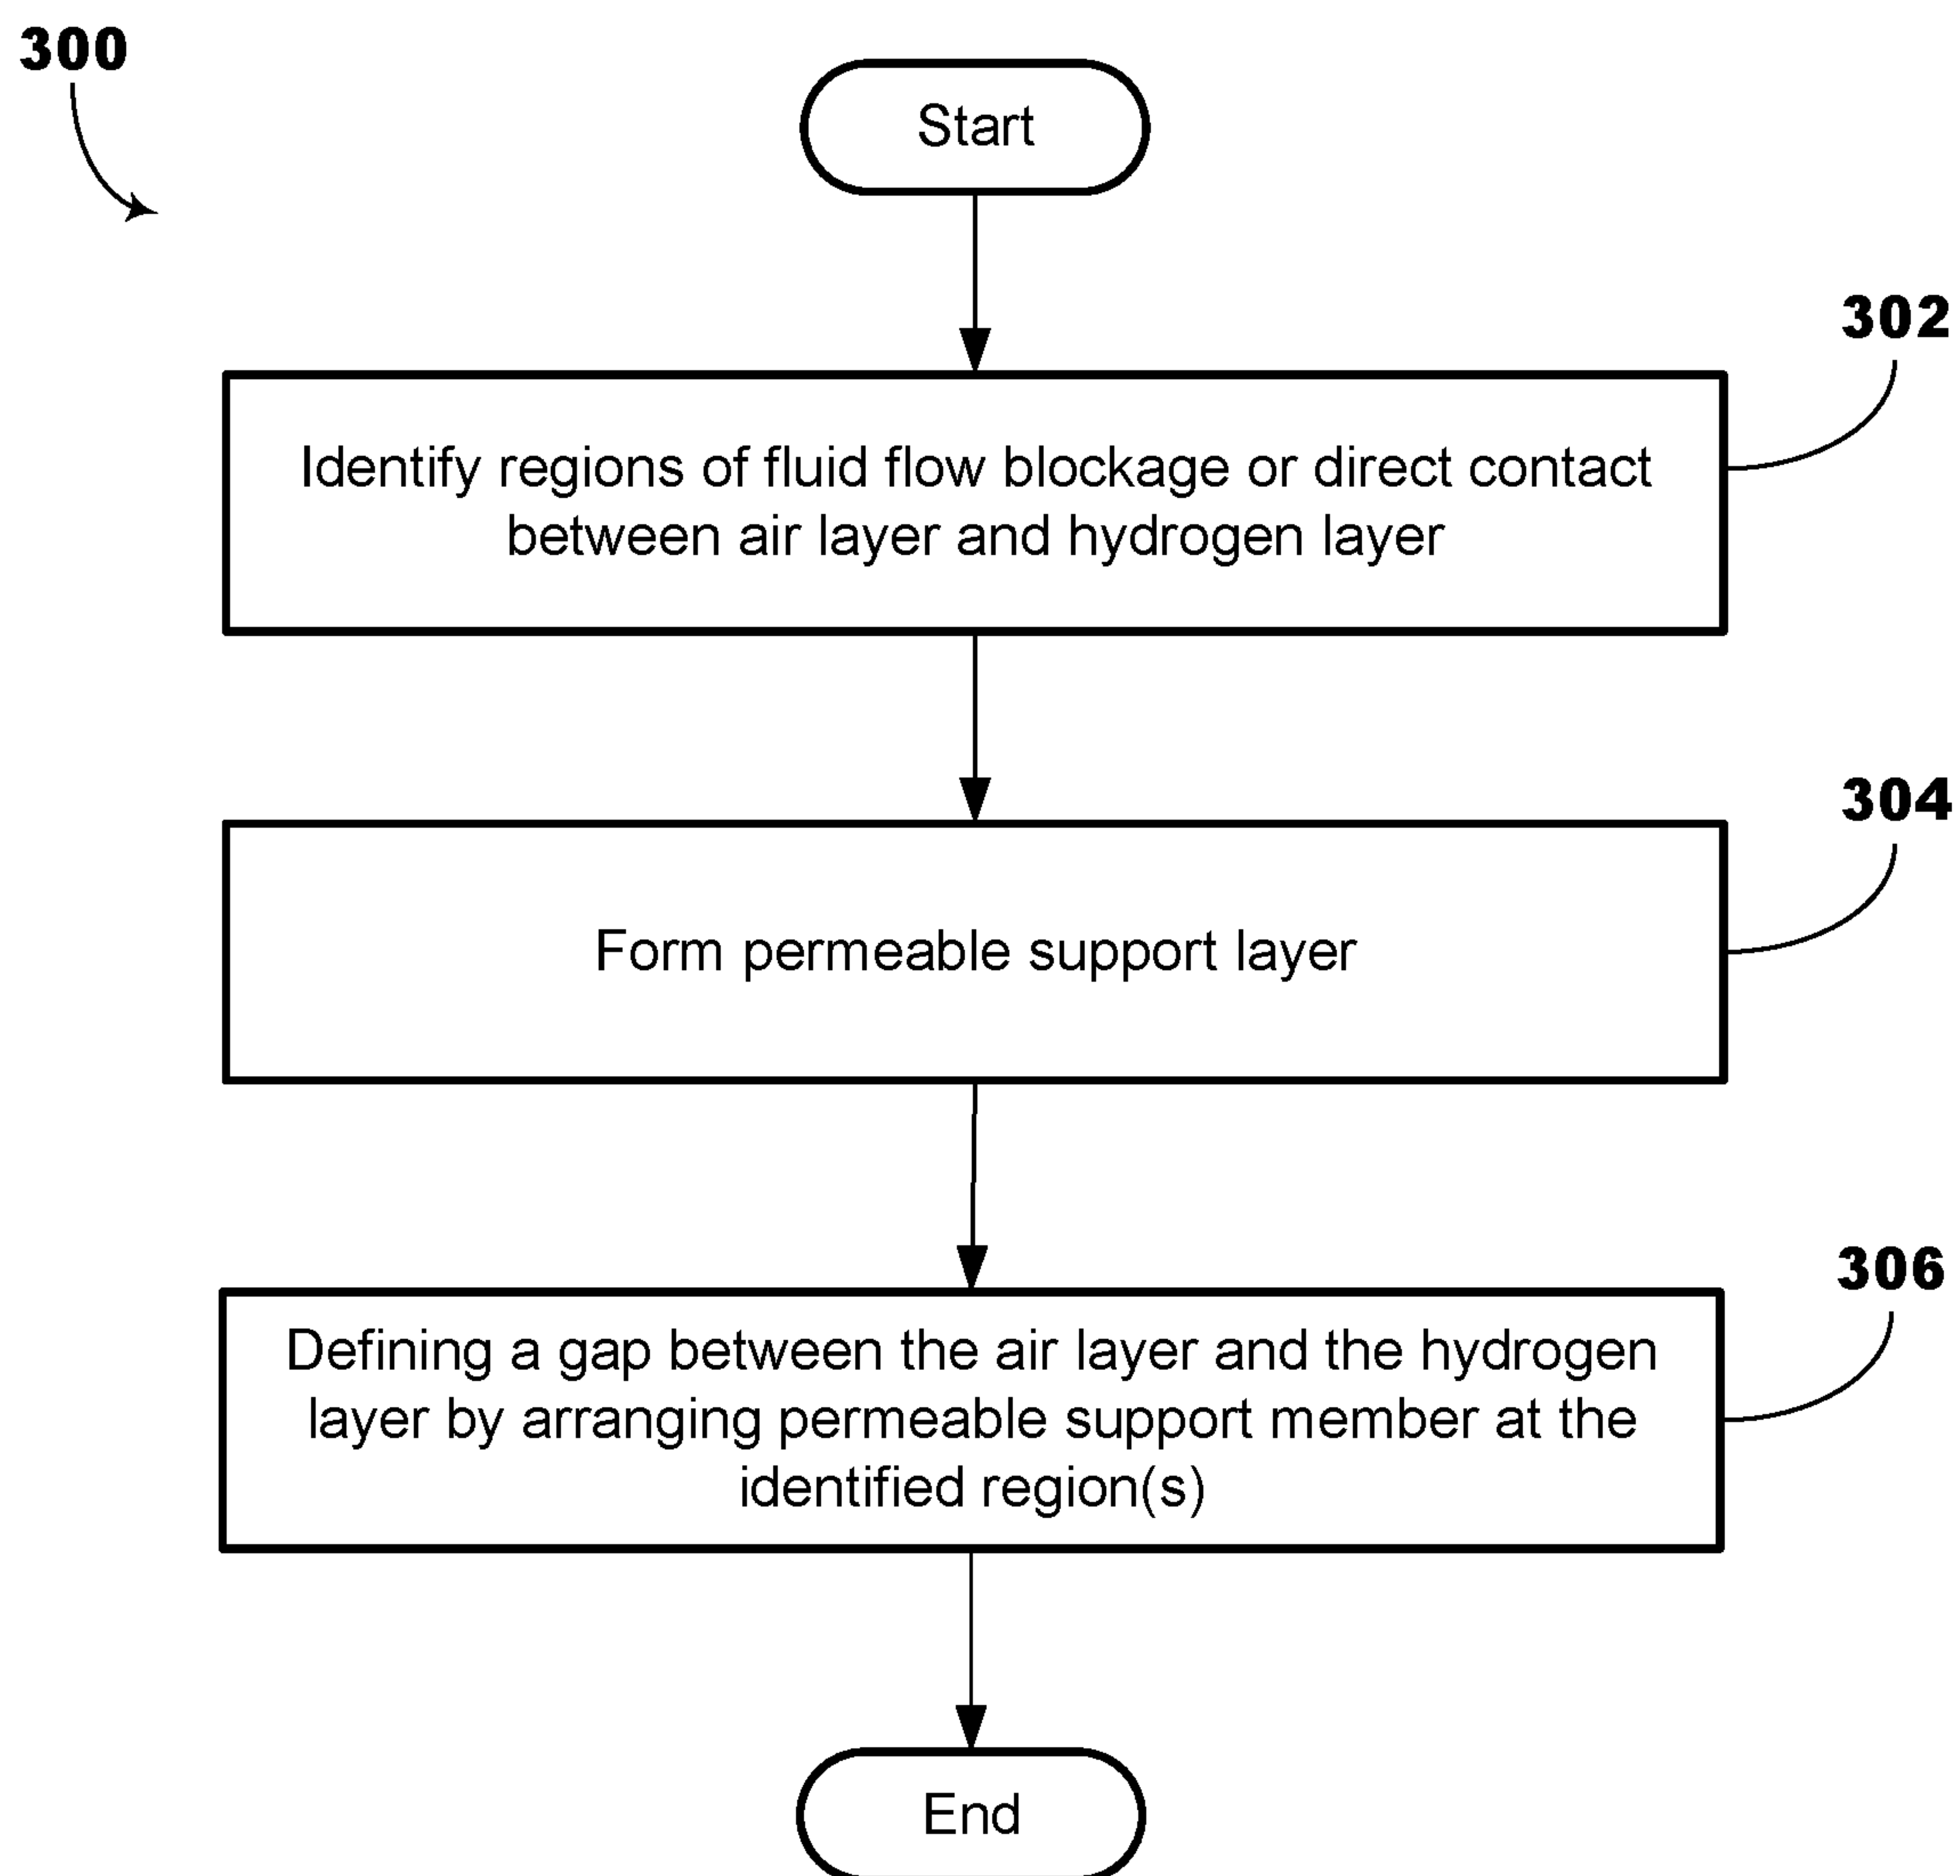 300
Start
302
Identify regions of fluid flow blockage or direct contact
between air layer and hydrogen layer
304
Form permeable support layer
306
Defining a gap between the air layer and the hydrogen
layer by arranging permeable support member at the
identified region(s)
End